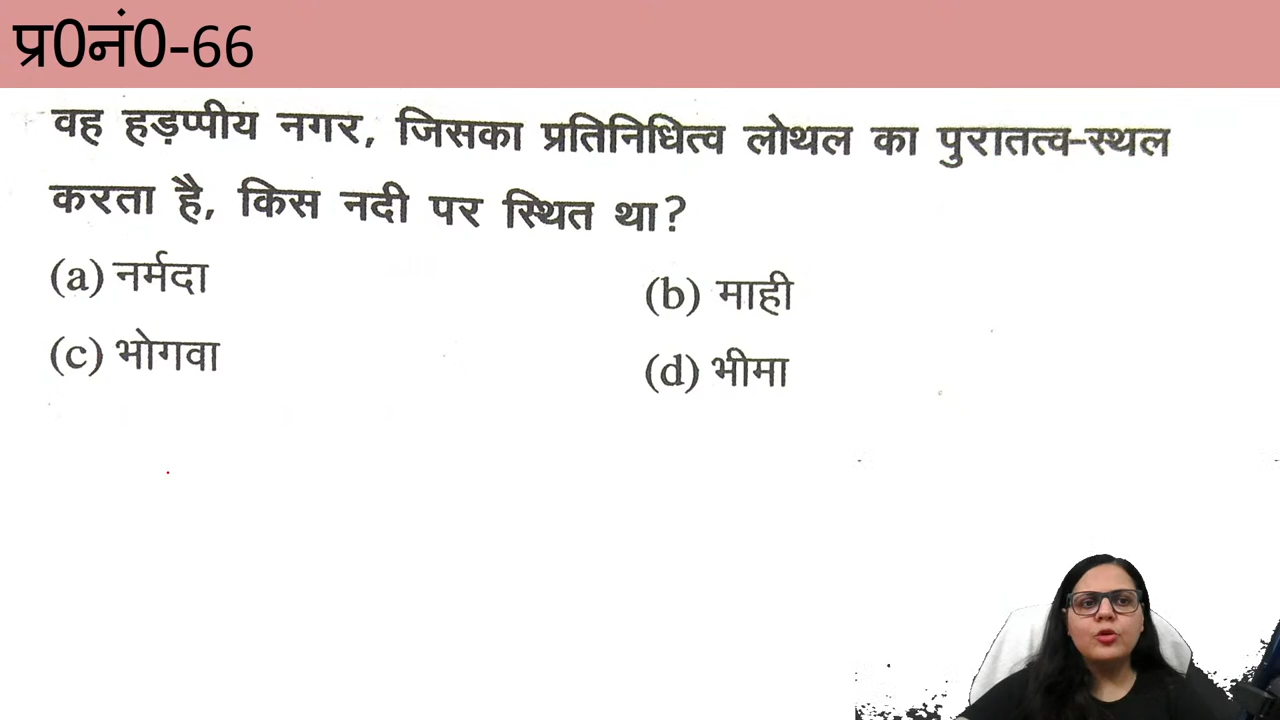 प्र0नं0-66
वह हड़प्पीय नगर, जिसका प्रतिनिधित्व लोथल का पुरातत्व-स्थल
करता है, किस नदी पर स्थित था?
(a) नर्मदा (b) माही
(c) भोगवा (d) भीमा